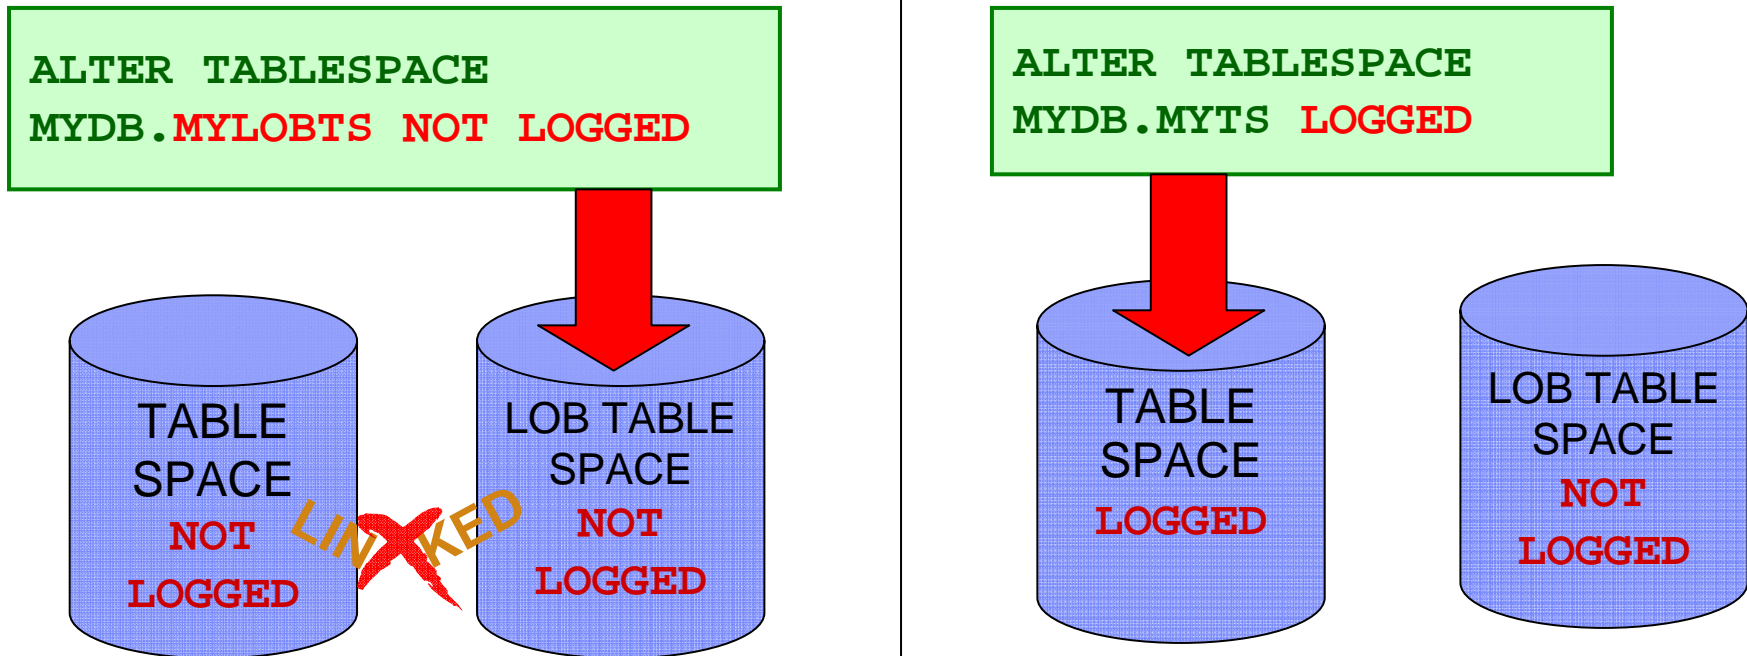 ALTER TABLESPACE
MYDB.MYLOBTS NOT LOGGED
TABLE
SPACE
NOT
LOGGED
LINKED
LOB TABLE
SPACE
NOT
LOGGED
ALTER TABLESPACE
MYDB.MYTS LOGGED
TABLE
SPACE
LOGGED
LOB TABLE
SPACE
NOT
LOGGED